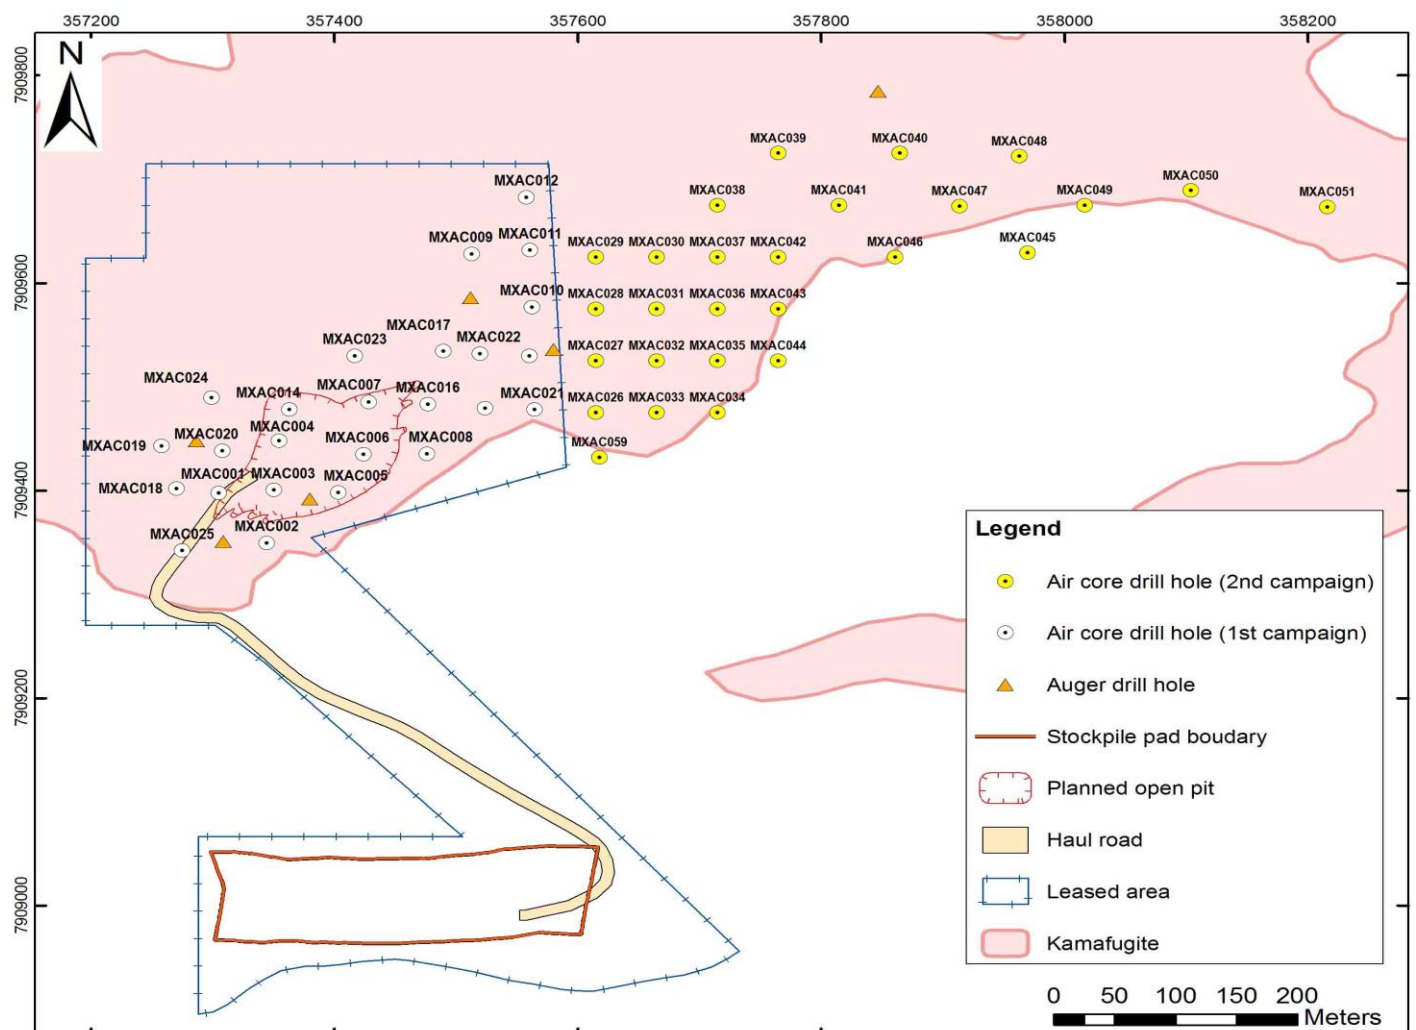 357200 357400 357600 357800 358000 358200
N
7909800
MXAC039 MXAC040 MXAC048
MXAC012 MXAC038 MXAC041 MXAC047 MXAC049 MXAC050 MXAC051
MXAC009 MXAC011 MXAC029 MXAC030 MXAC037 MXAC042 MXAC046 MXAC045
7909600
MXAC010 MXAC028 MXAC031 MXAC036 MXAC043
MXAC017
MXAC023 MXAC022 MXAC027 MXAC032 MXAC035 MXAC044
MXAC024 MXAC014 MXAC007 MXAC016 MXAC021 MXAC026 MXAC033 MXAC034
MXAC019 MXAC020 MXAC004 MXAC006 MXAC008 MXAC059
7909400
MXAC018 MXAC001 MXAC003 MXAC005
MXAC025 MXAC002
7909200
7909000
Legend
Air core drill hole (2nd campaign)
Air core drill hole (1st campaign)
Auger drill hole
Stockpile pad boudary
Planned open pit
Haul road
Leased area
Kamafugite
0 50 100 150 200
Meters